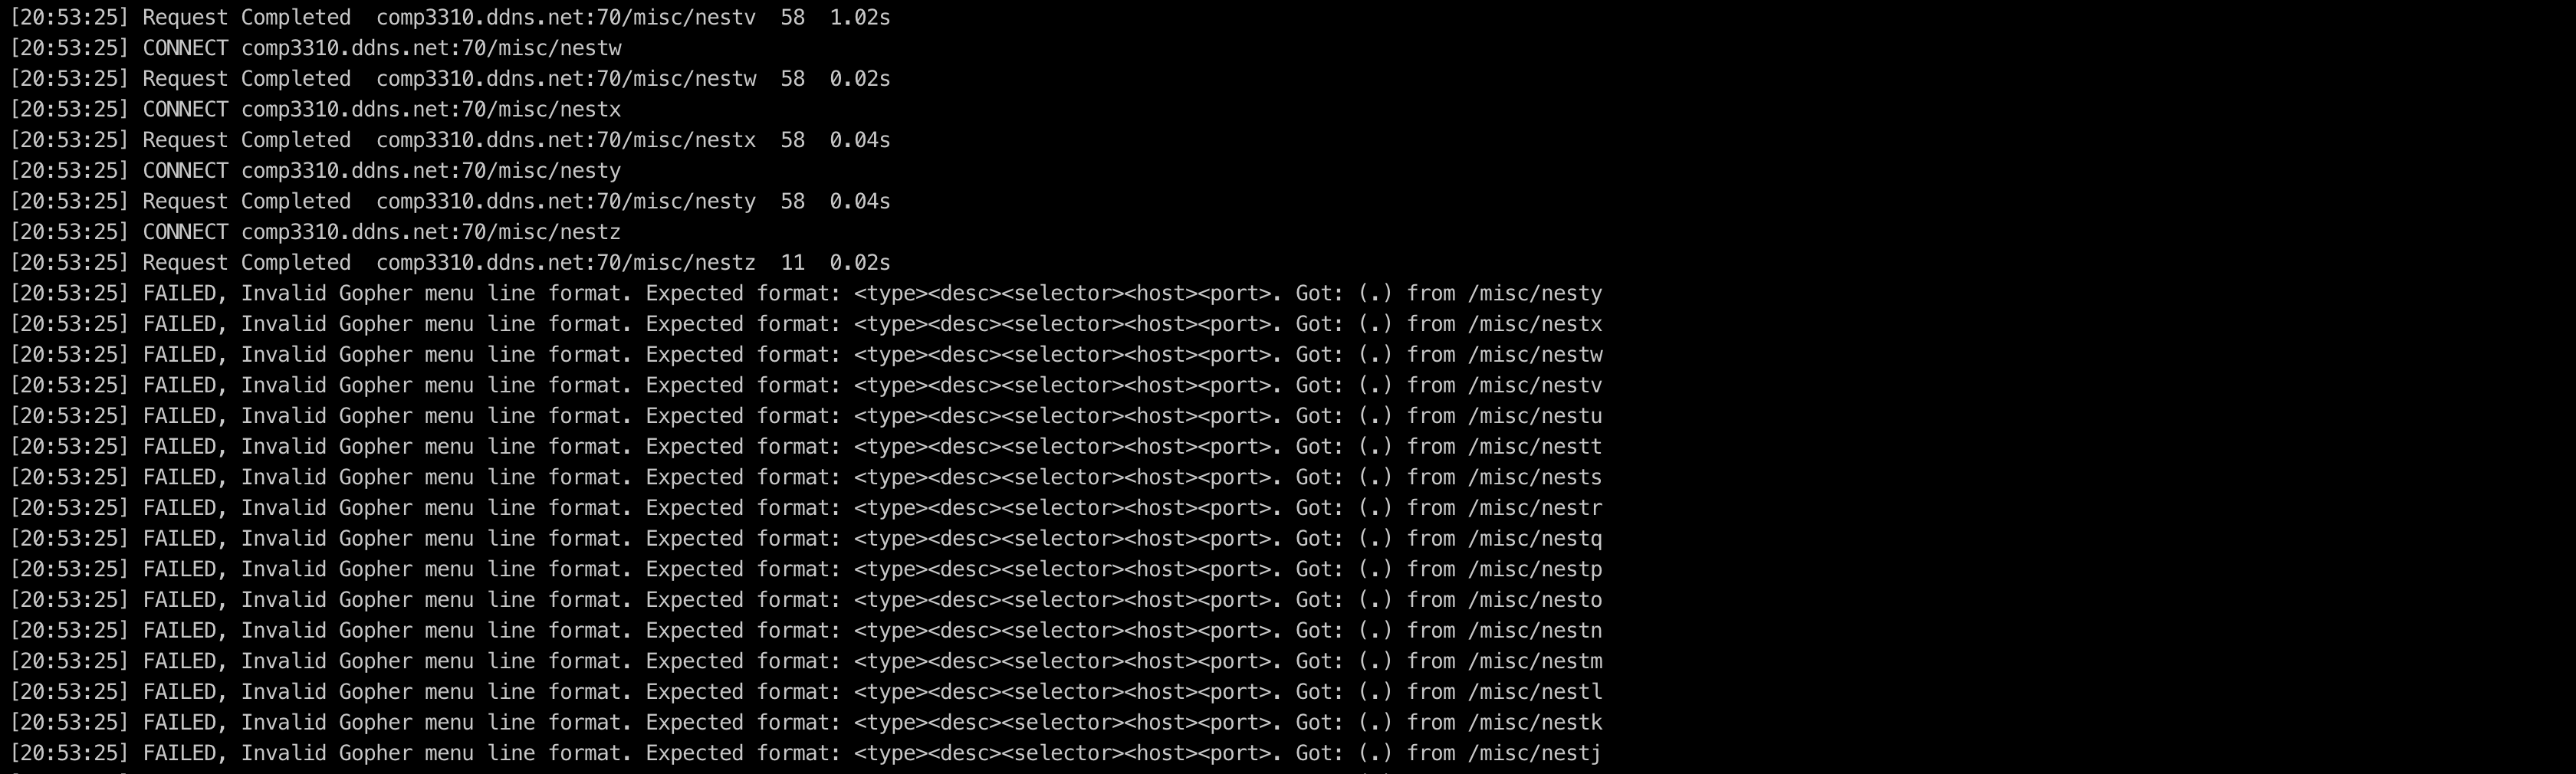 [20:53:25] Request Completed  comp3310.ddns.net:70/misc/nestv  58  1.02s
[20:53:25] CONNECT comp3310.ddns.net:70/misc/nestw
[20:53:25] Request Completed  comp3310.ddns.net:70/misc/nestw  58  0.02s
[20:53:25] CONNECT comp3310.ddns.net:70/misc/nestx
[20:53:25] Request Completed  comp3310.ddns.net:70/misc/nestx  58  0.04s
[20:53:25] CONNECT comp3310.ddns.net:70/misc/nesty
[20:53:25] Request Completed  comp3310.ddns.net:70/misc/nesty  58  0.04s
[20:53:25] CONNECT comp3310.ddns.net:70/misc/nestz
[20:53:25] Request Completed  comp3310.ddns.net:70/misc/nestz  11  0.02s
[20:53:25] FAILED, Invalid Gopher menu line format. Expected format: <type><desc><selector><host><port>. Got: (.) from /misc/nesty
[20:53:25] FAILED, Invalid Gopher menu line format. Expected format: <type><desc><selector><host><port>. Got: (.) from /misc/nestx
[20:53:25] FAILED, Invalid Gopher menu line format. Expected format: <type><desc><selector><host><port>. Got: (.) from /misc/nestw
[20:53:25] FAILED, Invalid Gopher menu line format. Expected format: <type><desc><selector><host><port>. Got: (.) from /misc/nestv
[20:53:25] FAILED, Invalid Gopher menu line format. Expected format: <type><desc><selector><host><port>. Got: (.) from /misc/nestu
[20:53:25] FAILED, Invalid Gopher menu line format. Expected format: <type><desc><selector><host><port>. Got: (.) from /misc/nestt
[20:53:25] FAILED, Invalid Gopher menu line format. Expected format: <type><desc><selector><host><port>. Got: (.) from /misc/nests
[20:53:25] FAILED, Invalid Gopher menu line format. Expected format: <type><desc><selector><host><port>. Got: (.) from /misc/nestr
[20:53:25] FAILED, Invalid Gopher menu line format. Expected format: <type><desc><selector><host><port>. Got: (.) from /misc/nestq
[20:53:25] FAILED, Invalid Gopher menu line format. Expected format: <type><desc><selector><host><port>. Got: (.) from /misc/nestp
[20:53:25] FAILED, Invalid Gopher menu line format. Expected format: <type><desc><selector><host><port>. Got: (.) from /misc/nesto
[20:53:25] FAILED, Invalid Gopher menu line format. Expected format: <type><desc><selector><host><port>. Got: (.) from /misc/nestn
[20:53:25] FAILED, Invalid Gopher menu line format. Expected format: <type><desc><selector><host><port>. Got: (.) from /misc/nestm
[20:53:25] FAILED, Invalid Gopher menu line format. Expected format: <type><desc><selector><host><port>. Got: (.) from /misc/nestl
[20:53:25] FAILED, Invalid Gopher menu line format. Expected format: <type><desc><selector><host><port>. Got: (.) from /misc/nestk
[20:53:25] FAILED, Invalid Gopher menu line format. Expected format: <type><desc><selector><host><port>. Got: (.) from /misc/nestj